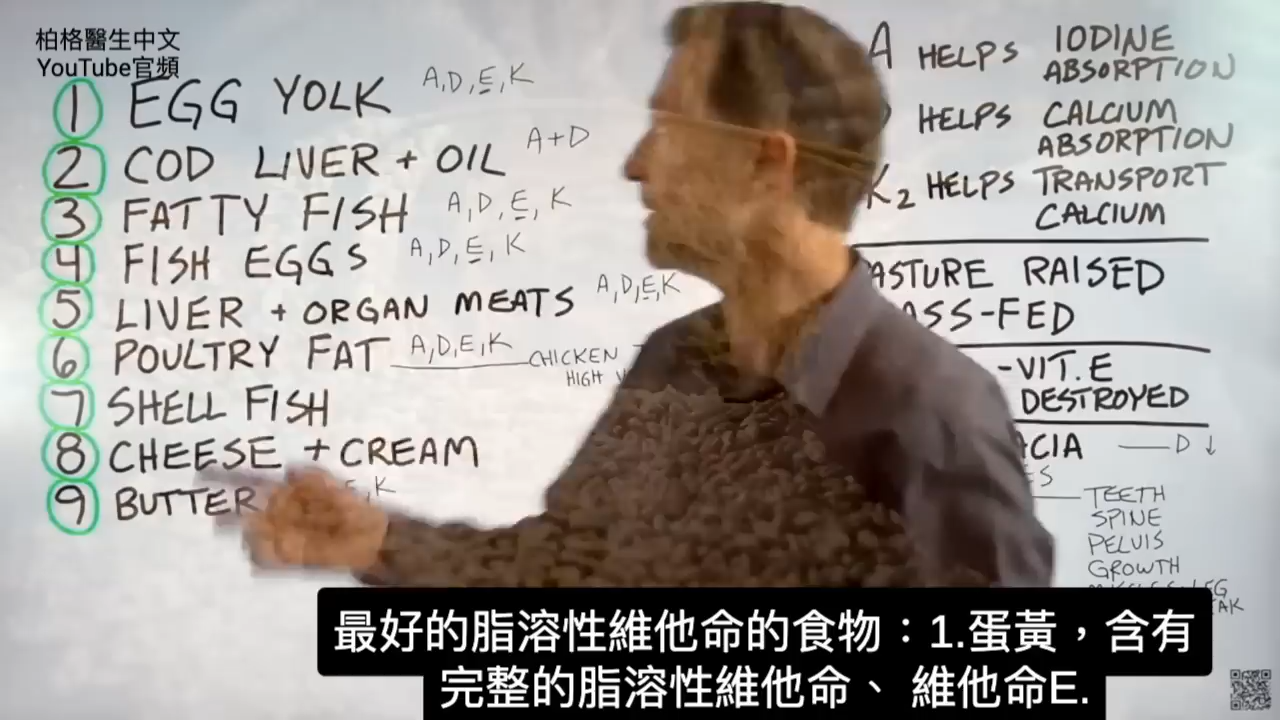 柏格醫生中文
YouTube官頻
1 EGG YOLK A,D,E,K
2 COD LIVER + OIL A+D
3 FATTY FISH A,D,E,K
4 FISH EGGS A,D,E,K
5 LIVER + ORGAN MEATS A,D,E,K
6 POULTRY FAT A,D,E,K CHICKEN
HIGH
7 SHELL FISH
8 CHEESE + CREAM
9 BUTTER E,K
A HELPS IODINE
ABSORPTION
HELPS CALCIUM
ABSORPTION
K2 HELPS TRANSPORT
CALCIUM
ASTURE RAISED
ASS-FED
-VIT.E
DESTROYED
CIA — D ↓
ES
TEETH
SPINE
PELVIS
GROWTH
最好的脂溶性維他命的食物：1.蛋黃，含有
完整的脂溶性維他命、 維他命E.